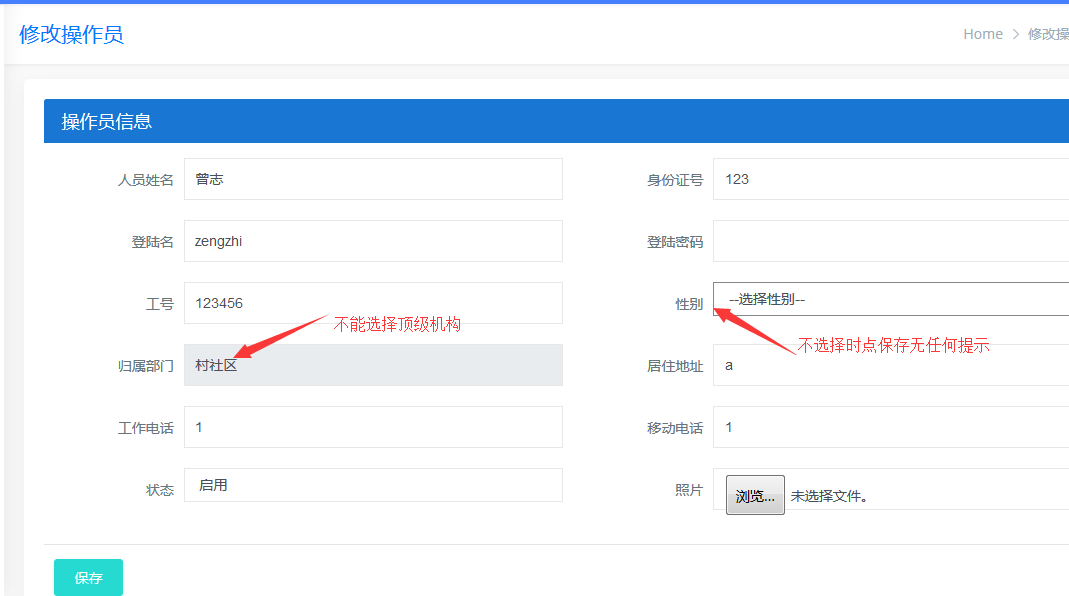 修改操作员
Home > 修改操
操作员信息
人员姓名 曾志 身份证号 123
登陆名 zengzhi 登陆密码
工号 123456 性别 --选择性别--
不能选择顶级机构
不选择时点保存无任何提示
归属部门 村社区 居住地址 a
工作电话 1 移动电话 1
状态 启用 照片 浏览... 未选择文件。
保存